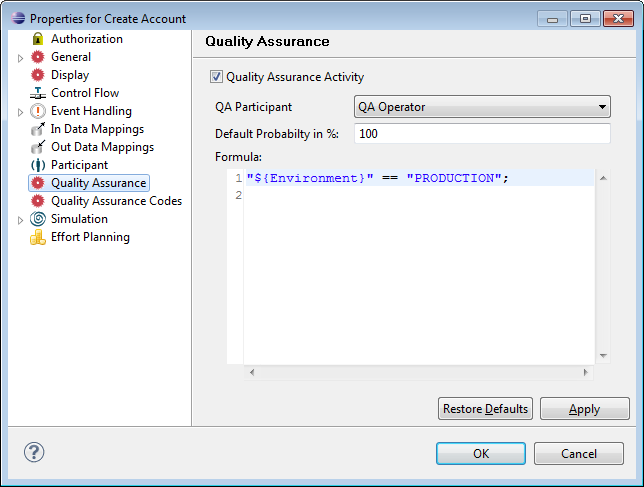 Properties for Create Account
Authorization
General
Display
Control Flow
Event Handling
In Data Mappings
Out Data Mappings
Participant
Quality Assurance
Quality Assurance Codes
Simulation
Effort Planning
Quality Assurance
Quality Assurance Activity
QA Participant
QA Operator
Default Probabilty in %:
100
Formula:
1 "${Environment}" == "PRODUCTION";
2
Restore Defaults
Apply
?
OK
Cancel